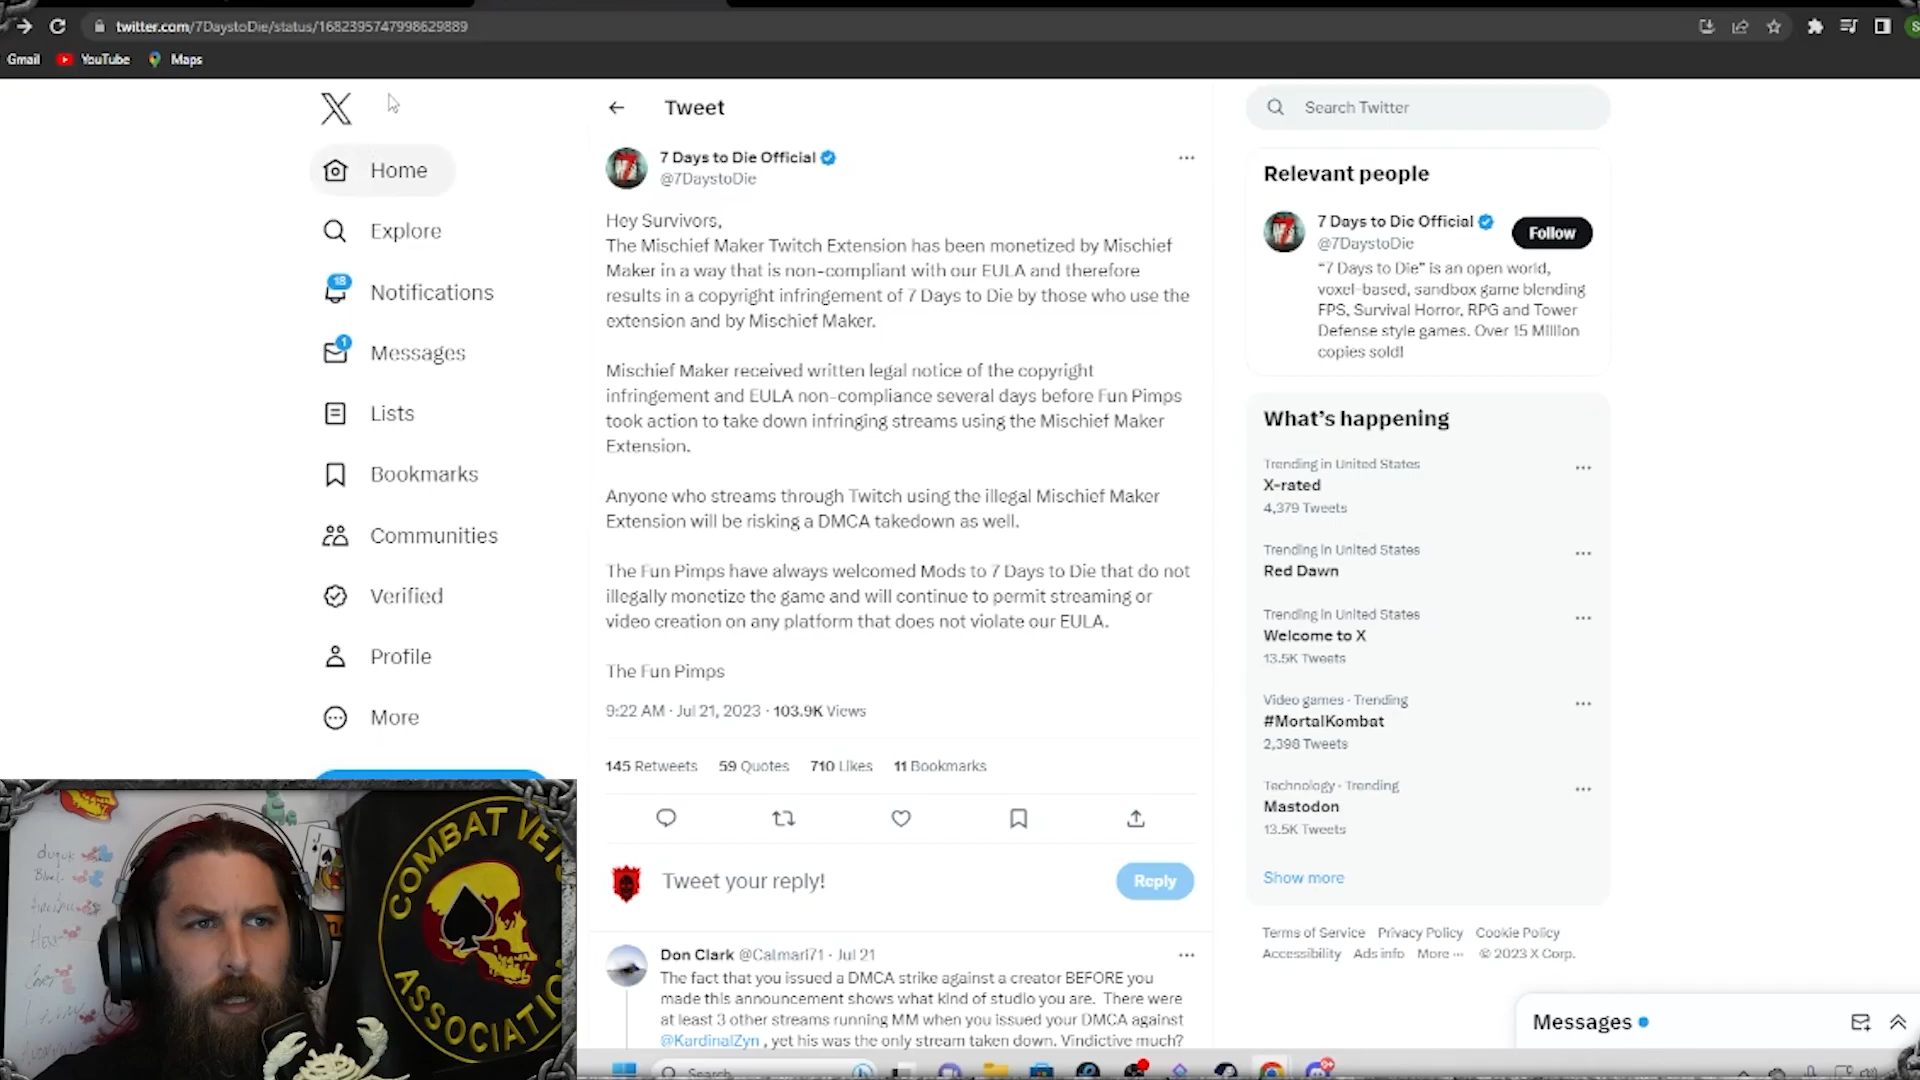 twitter.com/7DaystoDie/status/1682395747998629889
Gmail YouTube Maps
X
Home
Explore
18
Notifications
1
Messages
Lists
Bookmarks
Communities
Verified
Profile
More
Tweet
7 Days to Die Official
@7DaystoDie
Hey Survivors,
The Mischief Maker Twitch Extension has been monetized by Mischief
Maker in a way that is non-compliant with our EULA and therefore
results in a copyright infringement of 7 Days to Die by those who use the
extension and by Mischief Maker.
Mischief Maker received written legal notice of the copyright
infringement and EULA non-compliance several days before Fun Pimps
took action to take down infringing streams using the Mischief Maker
Extension.
Anyone who streams through Twitch using the illegal Mischief Maker
Extension will be risking a DMCA takedown as well.
The Fun Pimps have always welcomed Mods to 7 Days to Die that do not
illegally monetize the game and will continue to permit streaming or
video creation on any platform that does not violate our EULA.
The Fun Pimps
9:22 AM · Jul 21, 2023 · 103.9K Views
145 Retweets 59 Quotes 710 Likes 11 Bookmarks
Tweet your reply!
Reply
Don Clark @Calmari71 · Jul 21
The fact that you issued a DMCA strike against a creator BEFORE you
made this announcement shows what kind of studio you are. There were
at least 3 other streams running MM when you issued your DMCA against
@KardinalZyn , yet his was the only stream taken down. Vindictive much?
Search Twitter
Relevant people
7 Days to Die Official
@7DaystoDie
Follow
"7 Days to Die" is an open world,
voxel-based, sandbox game blending
FPS, Survival Horror, RPG and Tower
Defense style games. Over 15 Million
copies sold!
What's happening
Trending in United States
X-rated
4,379 Tweets
Trending in United States
Red Dawn
Trending in United States
Welcome to X
13.5K Tweets
Video games · Trending
#MortalKombat
2,398 Tweets
Technology · Trending
Mastodon
13.5K Tweets
Show more
Terms of Service Privacy Policy Cookie Policy
Accessibility Ads info More ··· © 2023 X Corp.
Messages
Search
COMBAT VE
ASSOCIATIO